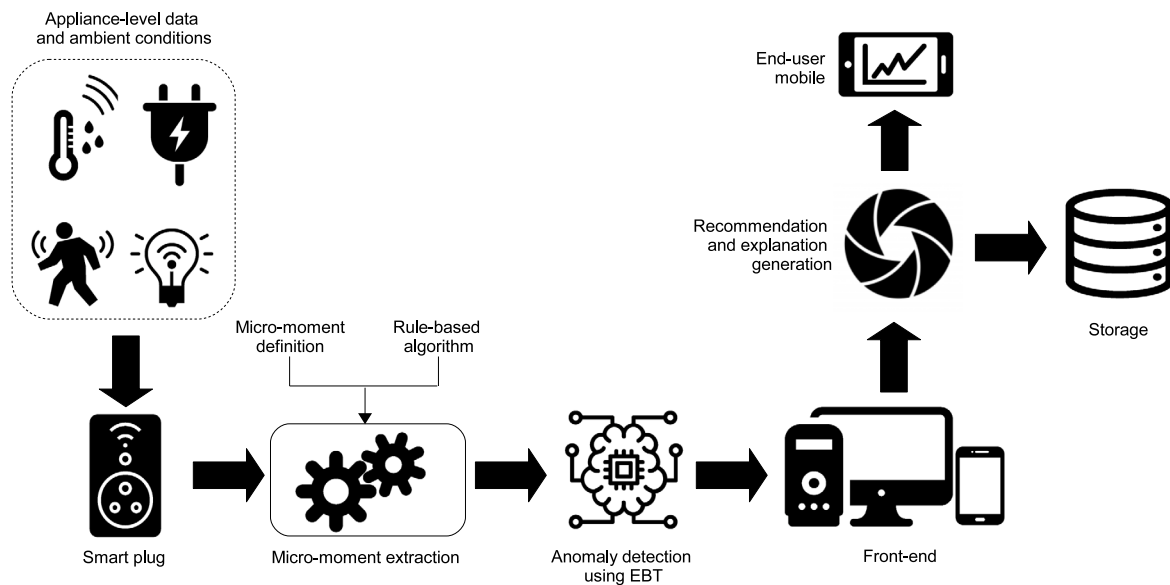 Appliance-level data
and ambient conditions
End-user
mobile
Recommendation
and explanation
generation
Storage
Micro-moment
definition
Rule-based
algorithm
Smart plug
Micro-moment extraction
Anomaly detection
using EBT
Front-end